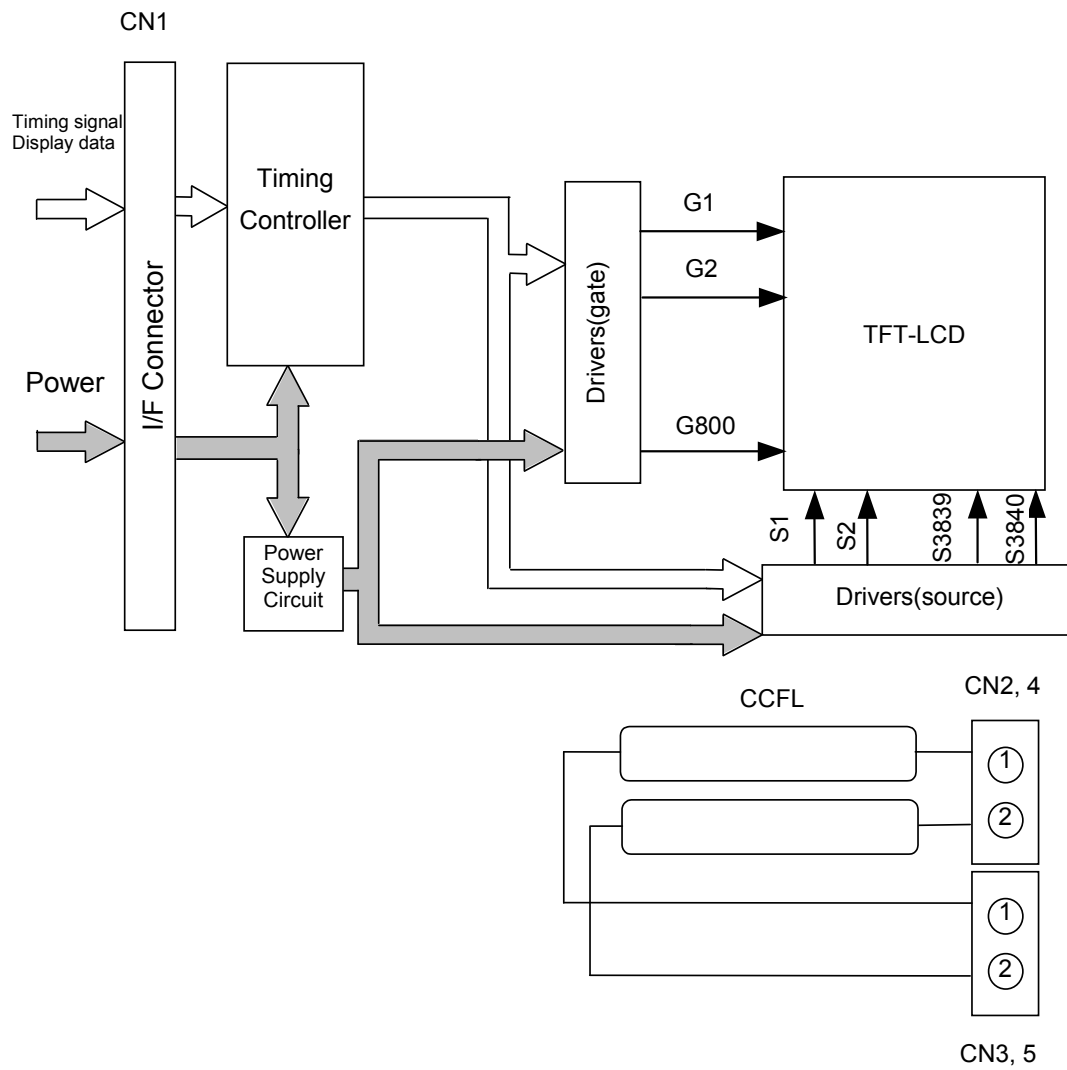 CN1
Timing signal
Display data
Power
I/F Connector
Timing
Controller
Power
Supply
Circuit
Drivers(gate)
G1
G2
G800
TFT-LCD
S1
S2
S3839
S3840
Drivers(source)
CCFL
CN2, 4
1
2
1
2
CN3, 5